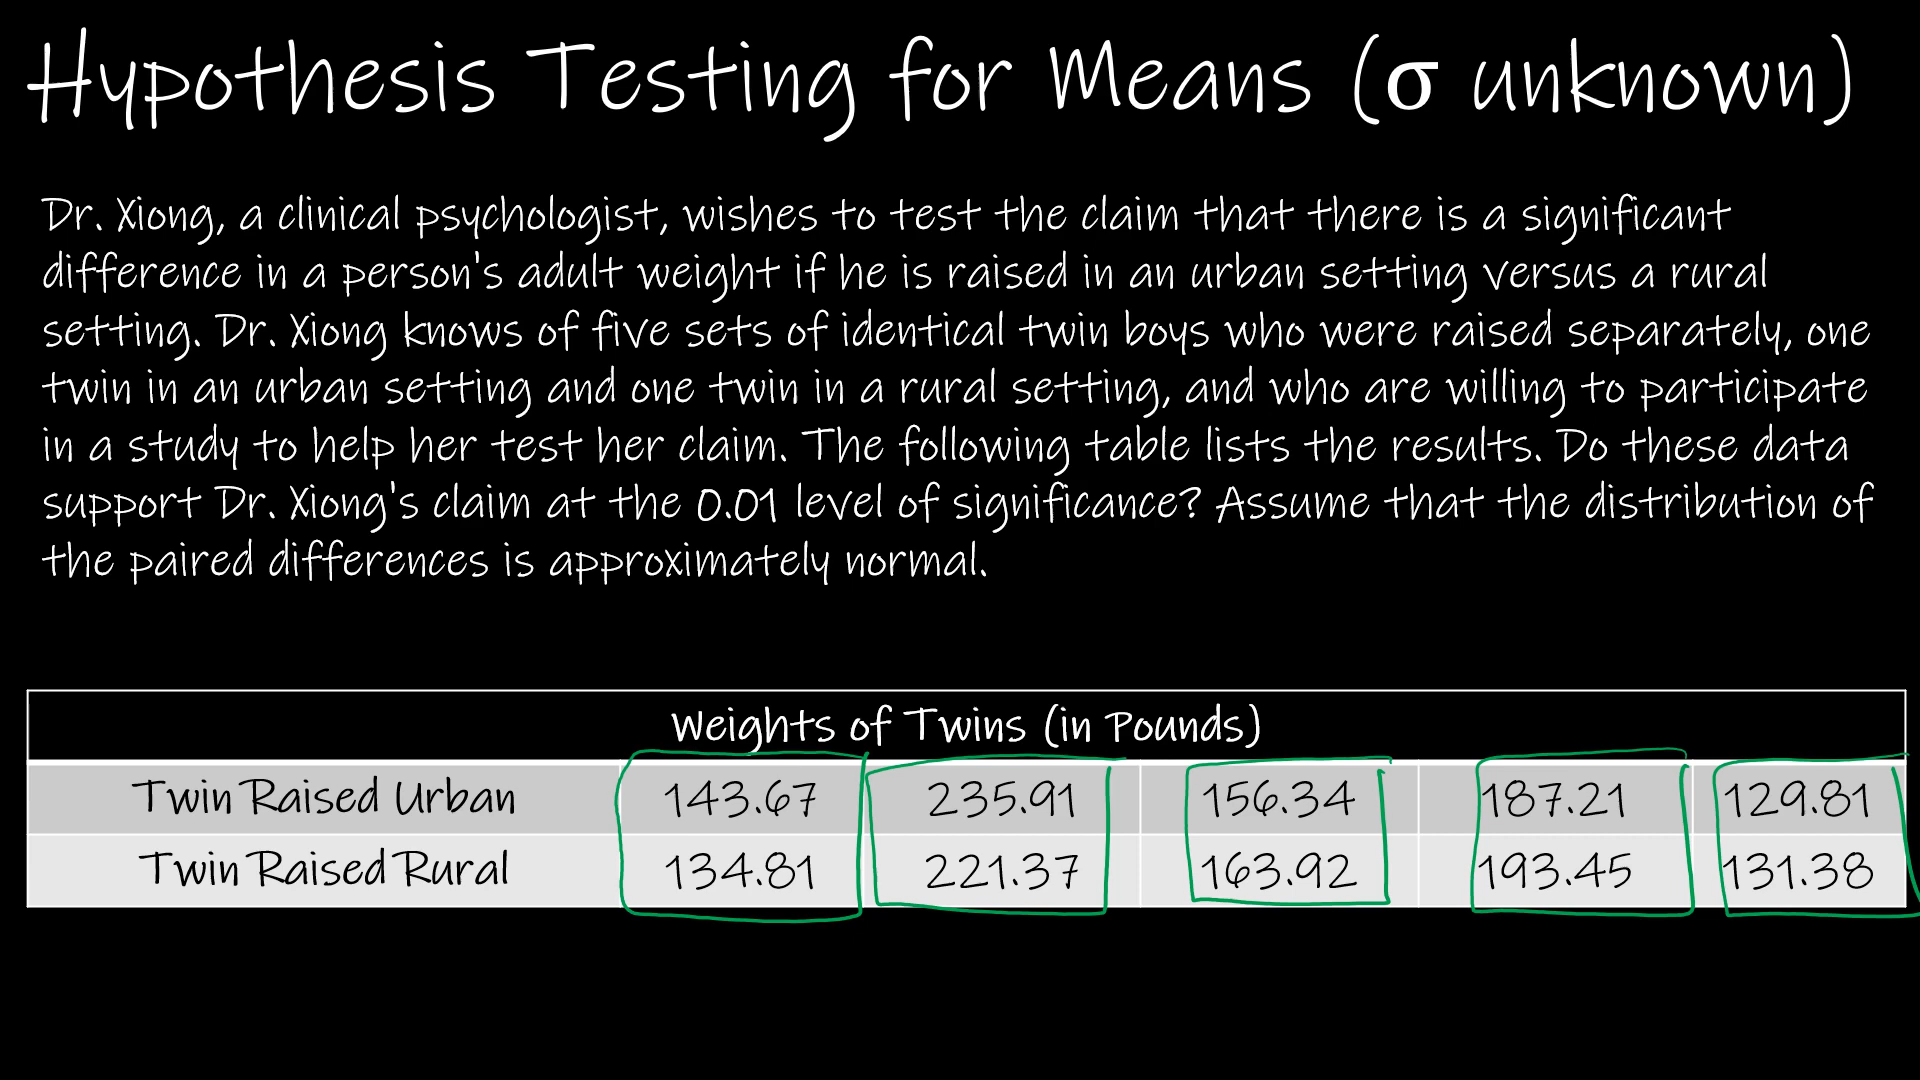 Hypothesis Testing for Means (σ unknown)
Dr. Xiong, a clinical psychologist, wishes to test the claim that there is a significant
difference in a person's adult weight if he is raised in an urban setting versus a rural
setting. Dr. Xiong knows of five sets of identical twin boys who were raised separately, one
twin in an urban setting and one twin in a rural setting, and who are willing to participate
in a study to help her test her claim. The following table lists the results. Do these data
support Dr. Xiong's claim at the 0.01 level of significance? Assume that the distribution of
the paired differences is approximately normal.
Weights of Twins (in Pounds)
Twin Raised Urban 143.67 235.91 156.34 187.21 129.81
Twin Raised Rural 134.81 221.37 163.92 193.45 131.38